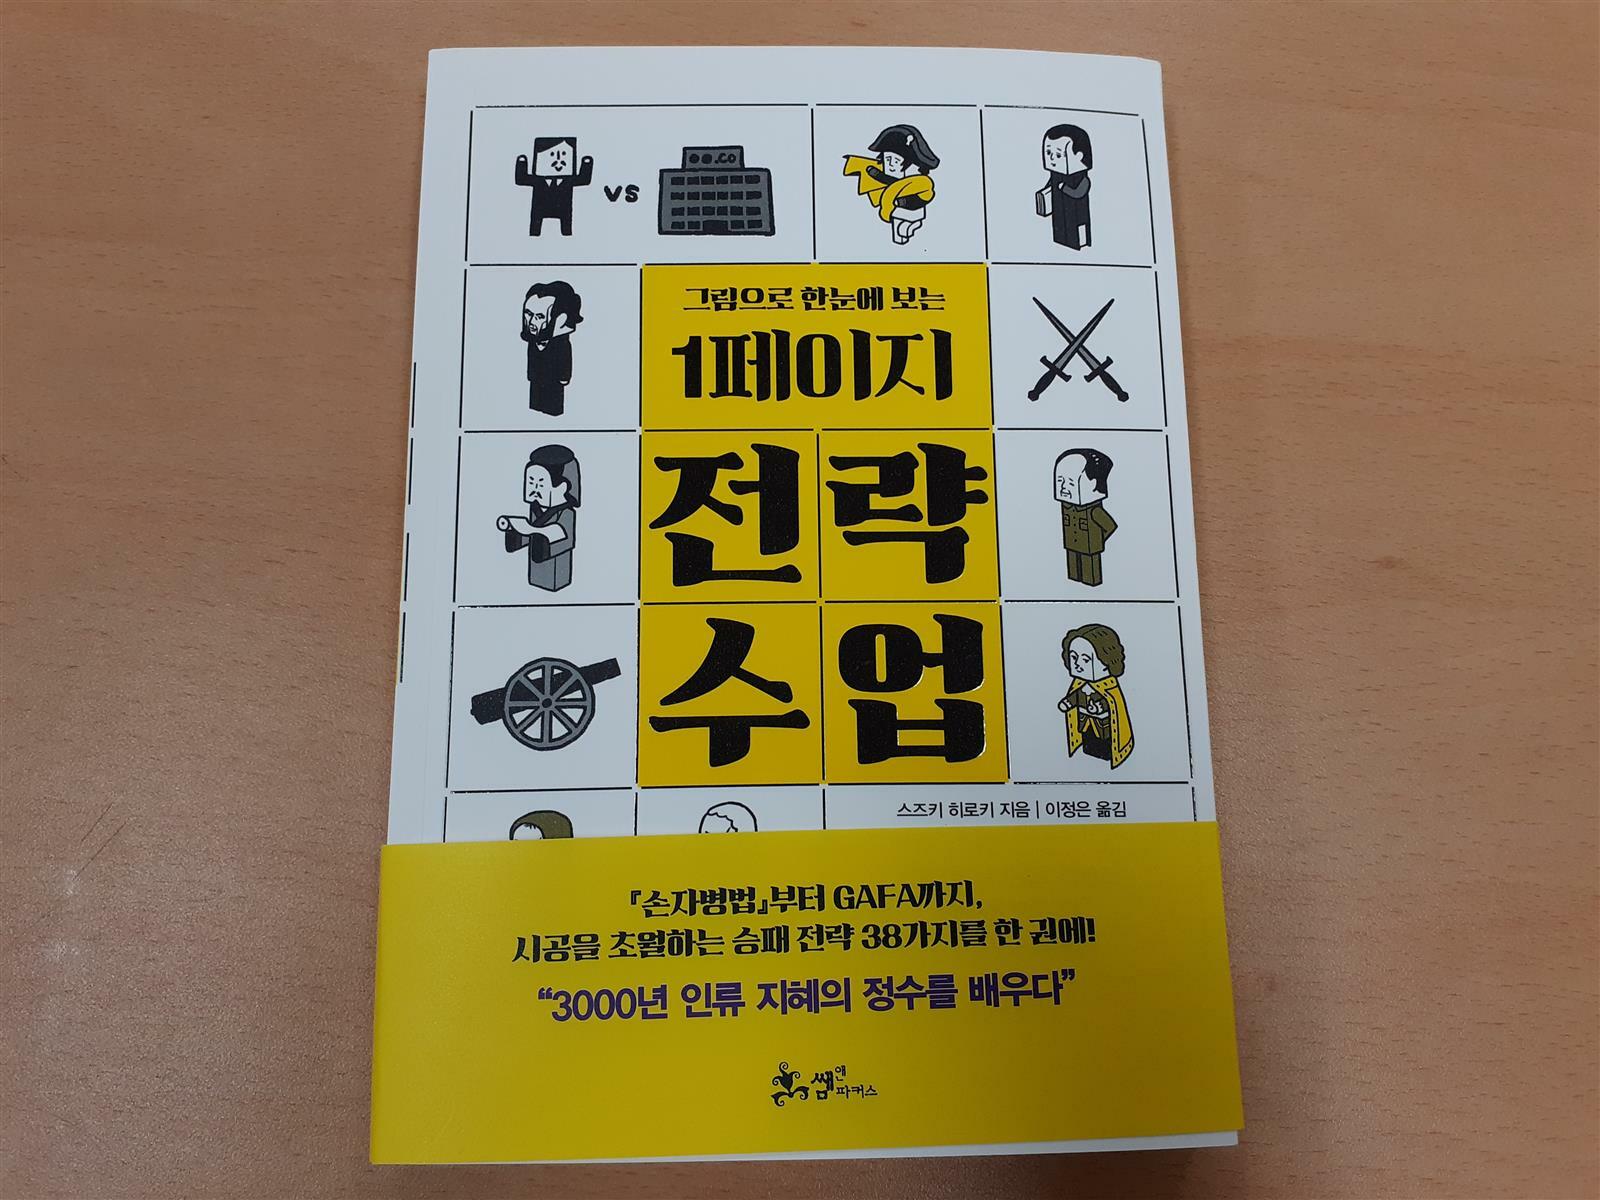 ●●.CO
VS
그림으로 한눈에 보는
1페이지
전략
수업
스즈키 히로키 지음 | 이정은 옮김
『손자병법』부터 GAFA까지,
시공을 초월하는 승패 전략 38가지를 한 권에!
“3000년 인류 지혜의 정수를 배우다”
쌤앤파커스